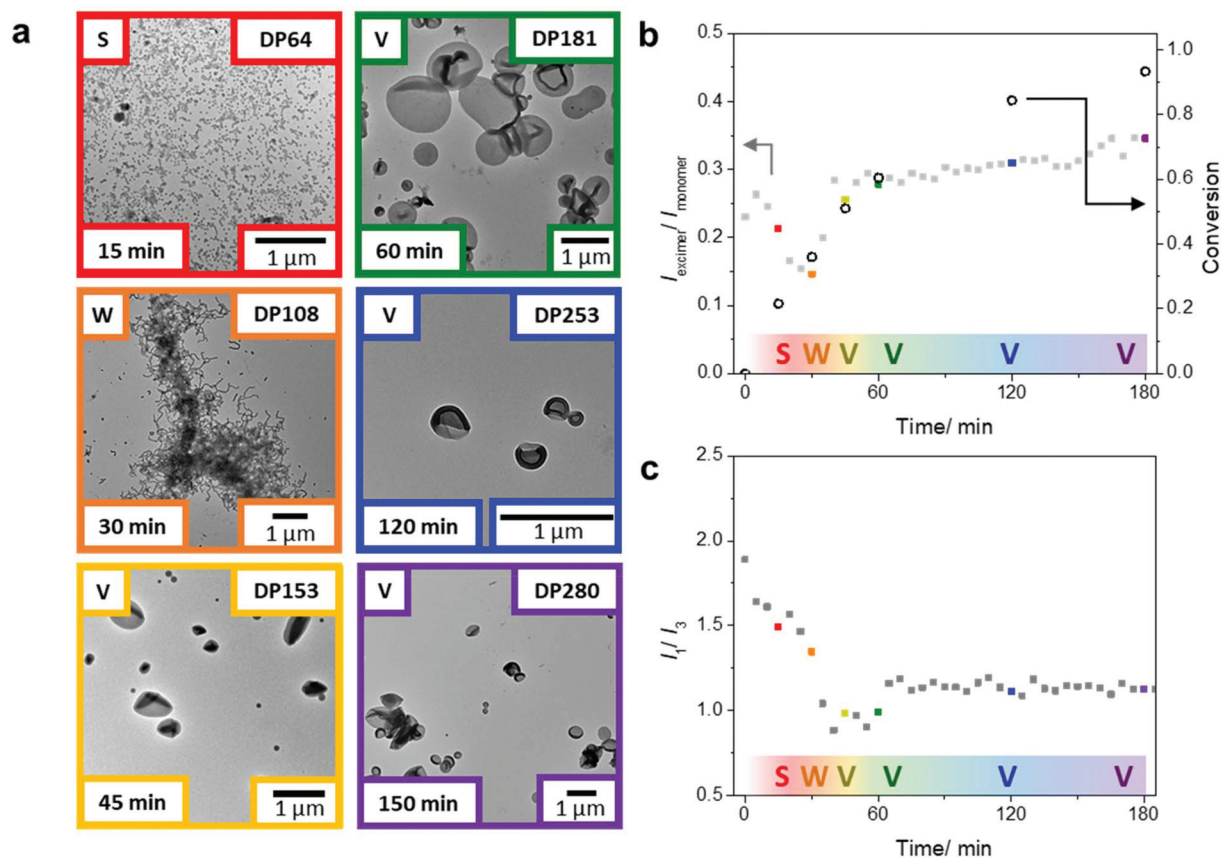 a
S
DP64
15 min
1 µm
V
DP181
60 min
1 µm
W
DP108
30 min
1 µm
V
DP253
120 min
1 µm
V
DP153
45 min
1 µm
V
DP280
150 min
1 µm
b
0.5
0.4
0.3
0.2
0.1
0.0
Iexcimer/ Imonomer
1.0
0.8
0.6
0.4
0.2
0.0
Conversion
S W V V V V
0 60 120 180
Time/ min
c
2.5
2.0
1.5
1.0
0.5
I1/ I3
S W V V V V
0 60 120 180
Time/ min